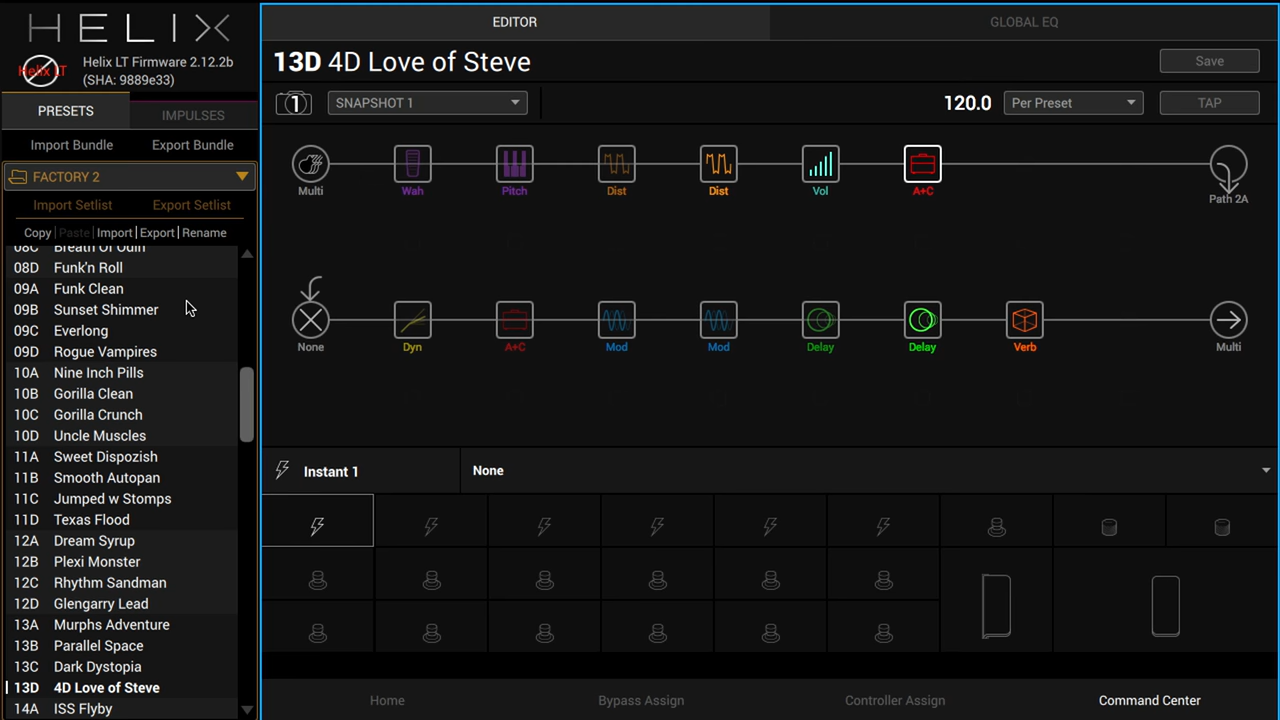 HELIX
Helix LT
Helix LT Firmware 2.12.2b
(SHA: 9889e33)
PRESETS
IMPULSES
Import Bundle
Export Bundle
FACTORY 2
Import Setlist
Export Setlist
Copy | Paste | Import | Export | Rename
08C Breath Of Odin
08D Funk'n Roll
09A Funk Clean
09B Sunset Shimmer
09C Everlong
09D Rogue Vampires
10A Nine Inch Pills
10B Gorilla Clean
10C Gorilla Crunch
10D Uncle Muscles
11A Sweet Dispozish
11B Smooth Autopan
11C Jumped w Stomps
11D Texas Flood
12A Dream Syrup
12B Plexi Monster
12C Rhythm Sandman
12D Glengarry Lead
13A Murphs Adventure
13B Parallel Space
13C Dark Dystopia
13D 4D Love of Steve
14A ISS Flyby
EDITOR
GLOBAL EQ
13D 4D Love of Steve
Save
1
SNAPSHOT 1
120.0
Per Preset
TAP
Multi
Wah
Pitch
Dist
Dist
Vol
A+C
Path 2A
None
Dyn
A+C
Mod
Mod
Delay
Delay
Verb
Multi
Instant 1
None
Home
Bypass Assign
Controller Assign
Command Center